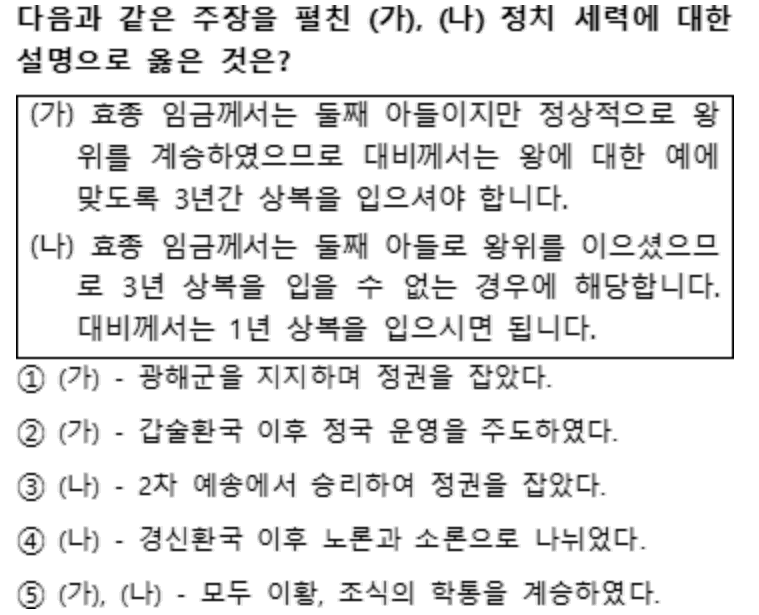 다음과 같은 주장을 펼친 (가), (나) 정치 세력에 대한
설명으로 옳은 것은?
(가) 효종 임금께서는 둘째 아들이지만 정상적으로 왕
위를 계승하였으므로 대비께서는 왕에 대한 예에
맞도록 3년간 상복을 입으셔야 합니다.
(나) 효종 임금께서는 둘째 아들로 왕위를 이으셨으므
로 3년 상복을 입을 수 없는 경우에 해당합니다.
대비께서는 1년 상복을 입으시면 됩니다.
① (가) - 광해군을 지지하며 정권을 잡았다.
② (가) - 갑술환국 이후 정국 운영을 주도하였다.
③ (나) - 2차 예송에서 승리하여 정권을 잡았다.
④ (나) - 경신환국 이후 노론과 소론으로 나뉘었다.
⑤ (가), (나) - 모두 이황, 조식의 학통을 계승하였다.